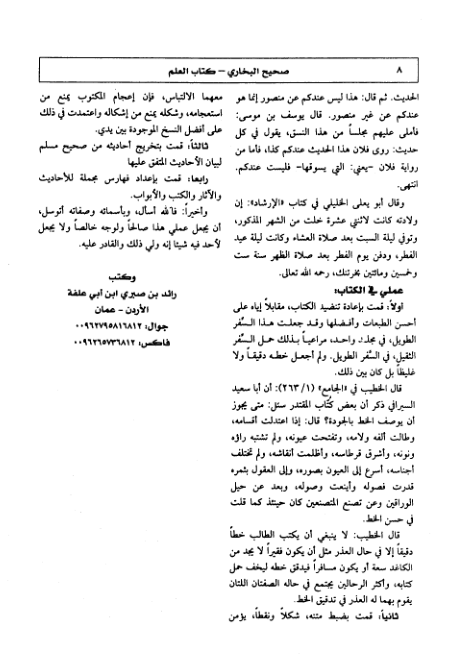 ٨
صحيح البخاري – كتاب العلم
الحديث. ثم قال: هذا ليس عندكم عن منصور إنما هو
عندكم عن غير منصور. قال يوسف بن موسى:
فأملى عليهم مجلساً من هذا النسق، يقول في كل
حديث: روى فلان هذا الحديث عندكم كذا، فأما من
رواية فلان -يعني: التي يسوقها- فليست عندكم.
انتهى.
وقال أبو يعلى الخليلي في كتاب «الإرشاد»: إن
ولادته كانت لاثنتي عشرة خلت من الشهر المذكور،
وتوفي ليلة السبت بعد صلاة العشاء وكانت ليلة عيد
الفطر، ودفن يوم الفطر بعد صلاة الظهر سنة ست
وخمسين ومائتين بخرتنك، رحمه الله تعالى.
عملي في الكتاب:
أولاً: قمت بإعادة تنضيد الكتاب، مقابلاً إياه على
أحسن الطبعات وأفضلها وقد جعلت هذا السِّفر
الطويل، في مجلد واحد، مراعياً بذلك حمل السِّفر
الثقيل، في السَّفر الطويل. ولم أجعل خطه دقيقاً ولا
غليظاً بل كان بين ذلك.
قال الخطيب في «الجامع» (١/ ٢٦٣): أن أبا سعيد
السيرافي ذكر أن بعض كُتّاب المقتدر سئل: متى يجوز
أن يوصف الخط بالجودة؟ قال: إذا اعتدلت أقسامه،
وطالت ألفه ولامه، وتفتحت عيونه، ولم تشتبه راؤه
ونونه، وأشرق قرطاسه، وأظلمت أنقاشه، ولم تختلف
أجناسه، أسرع إلى العيون بصوره، وإلى العقول بثمره
قدرت فصوله وأينعت وصوله، وبعد عن حيل
الوراقين وعن تصنع المتصنعين كان حينئذ كما قلت
في حسن الخط.
قال الخطيب: لا ينبغي أن يكتب الطالب خطاً
دقيقاً إلا في حال العذر مثل أن يكون فقيراً لا يجد من
الكاغد سعة أو يكون مسافراً فيدقق خطه ليخف حمل
كتابه، وأكثر الرحالين يجتمع في حاله الصفتان اللتان
يقوم بهما له العذر في تدقيق الخط.
ثانياً: قمت بضبط متنه، شكلاً ونقطاً، يؤمن
معهما الالتباس، فإن إعجام المكتوب يمنع من
استعجامه، وشكله يمنع من إشكاله واعتمدت في ذلك
على أفضل النسخ الموجودة بين يدي.
ثالثاً: قمت بتخريج أحاديثه من صحيح مسلم
لبيان الأحاديث المتفق عليها
رابعا: قمت بإعداد فهارس مجملة للأحاديث
والآثار والكتب والأبواب.
وأخيراً: فالله أسأل، وبأسمائه وصفاته أتوسل،
أن يجعل عملي هذا صالحاً ولوجه خالصاً ولا يجعل
لأحد فيه شيئا إنه ولي ذلك والقادر عليه.
وكتب
رائد بن صبري ابن أبي علفة
الأردن - عمان
جوال: ٠٠٩٦٢٧٩٥٨١٦٨١٢
فاكس: ٠٠٩٦٢٦٥٧٣٦٨١٢